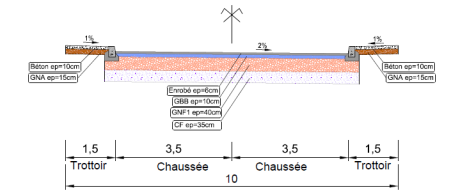 1%
2%
1%
Béton ep=10cm
GNA ep=15cm
Béton ep=10cm
GNA ep=15cm
Enrobé ep=6cm
GBB ep=10cm
GNF1 ep=40cm
CF ep=35cm
1,5
3,5
3,5
1,5
Trottoir
Chaussée
Chaussée
Trottoir
10